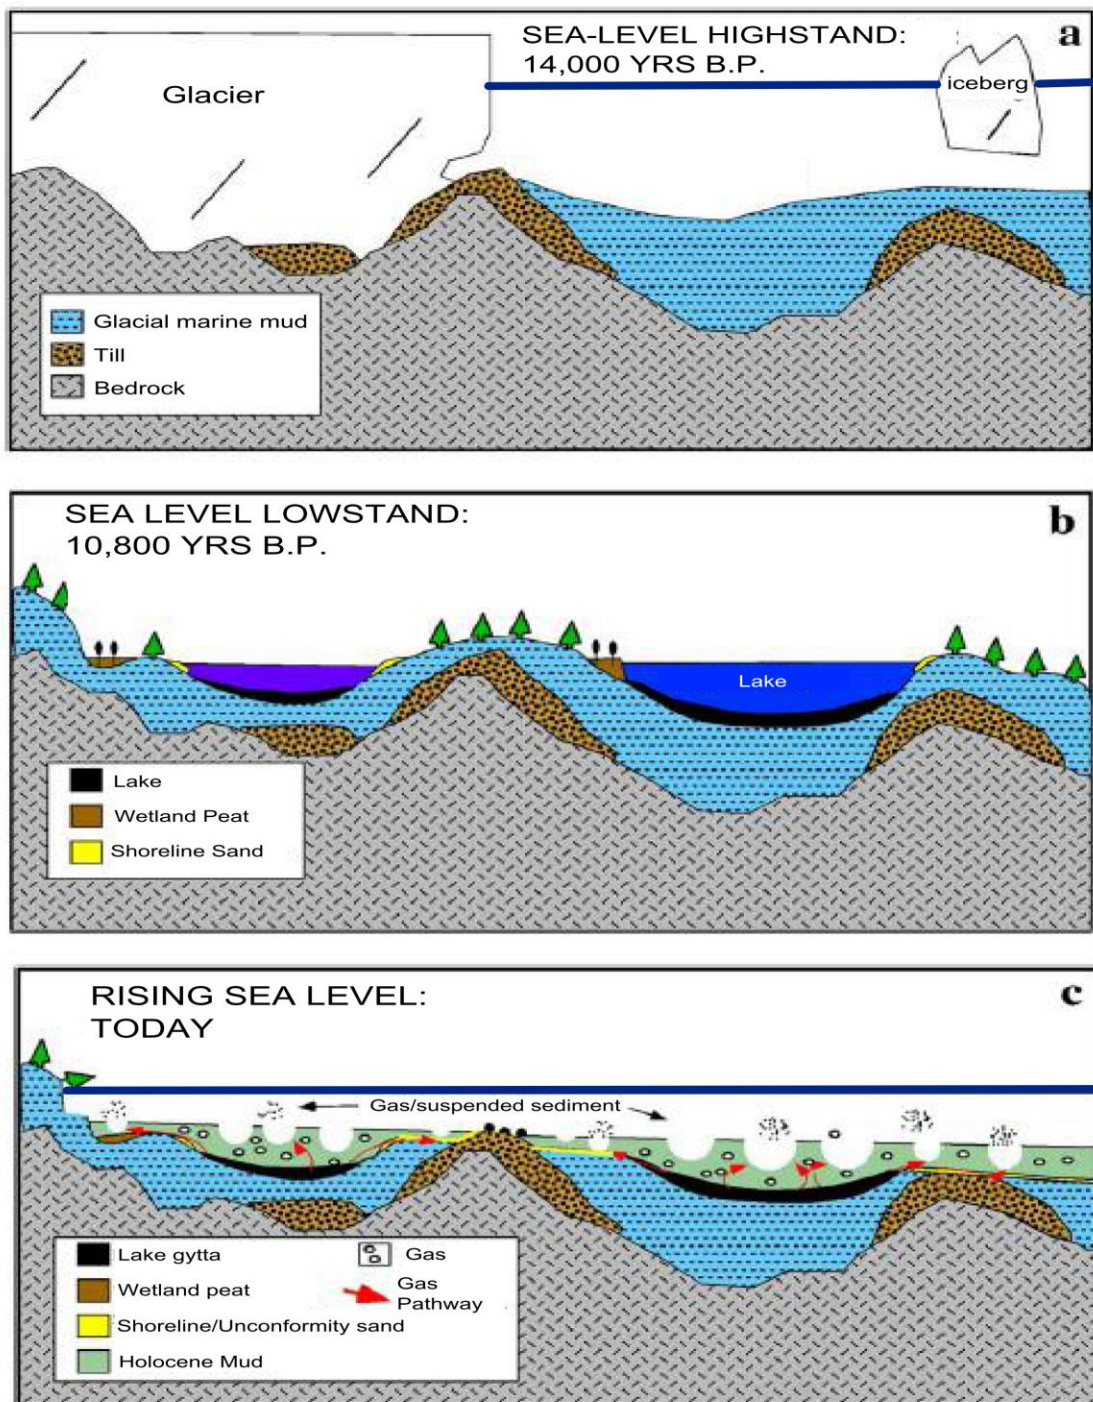 SEA-LEVEL HIGHSTAND:
14,000 YRS B.P.
a
Glacier
iceberg
Glacial marine mud
Till
Bedrock
SEA LEVEL LOWSTAND:
10,800 YRS B.P.
b
Lake
Lake
Wetland Peat
Shoreline Sand
RISING SEA LEVEL:
TODAY
c
Gas/suspended sediment
Lake gytta
Wetland peat
Shoreline/Unconformity sand
Holocene Mud
Gas
Gas
Pathway